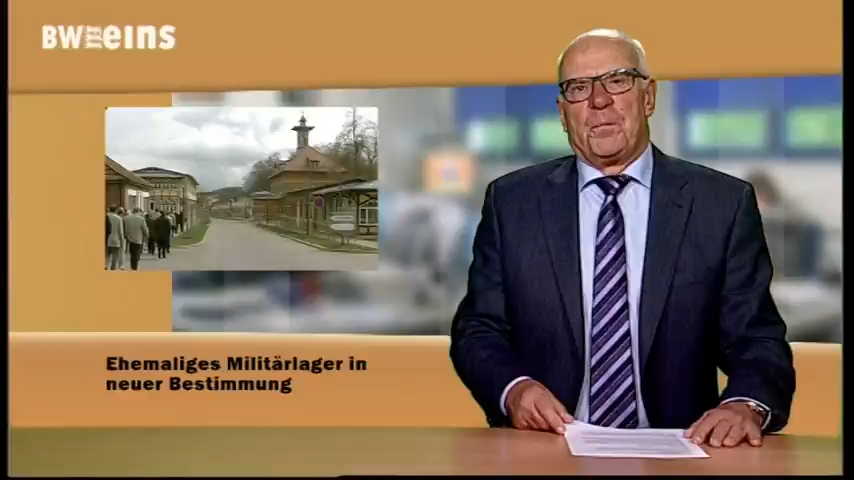 BW eins
Ehemaliges Militärlager in
neuer Bestimmung